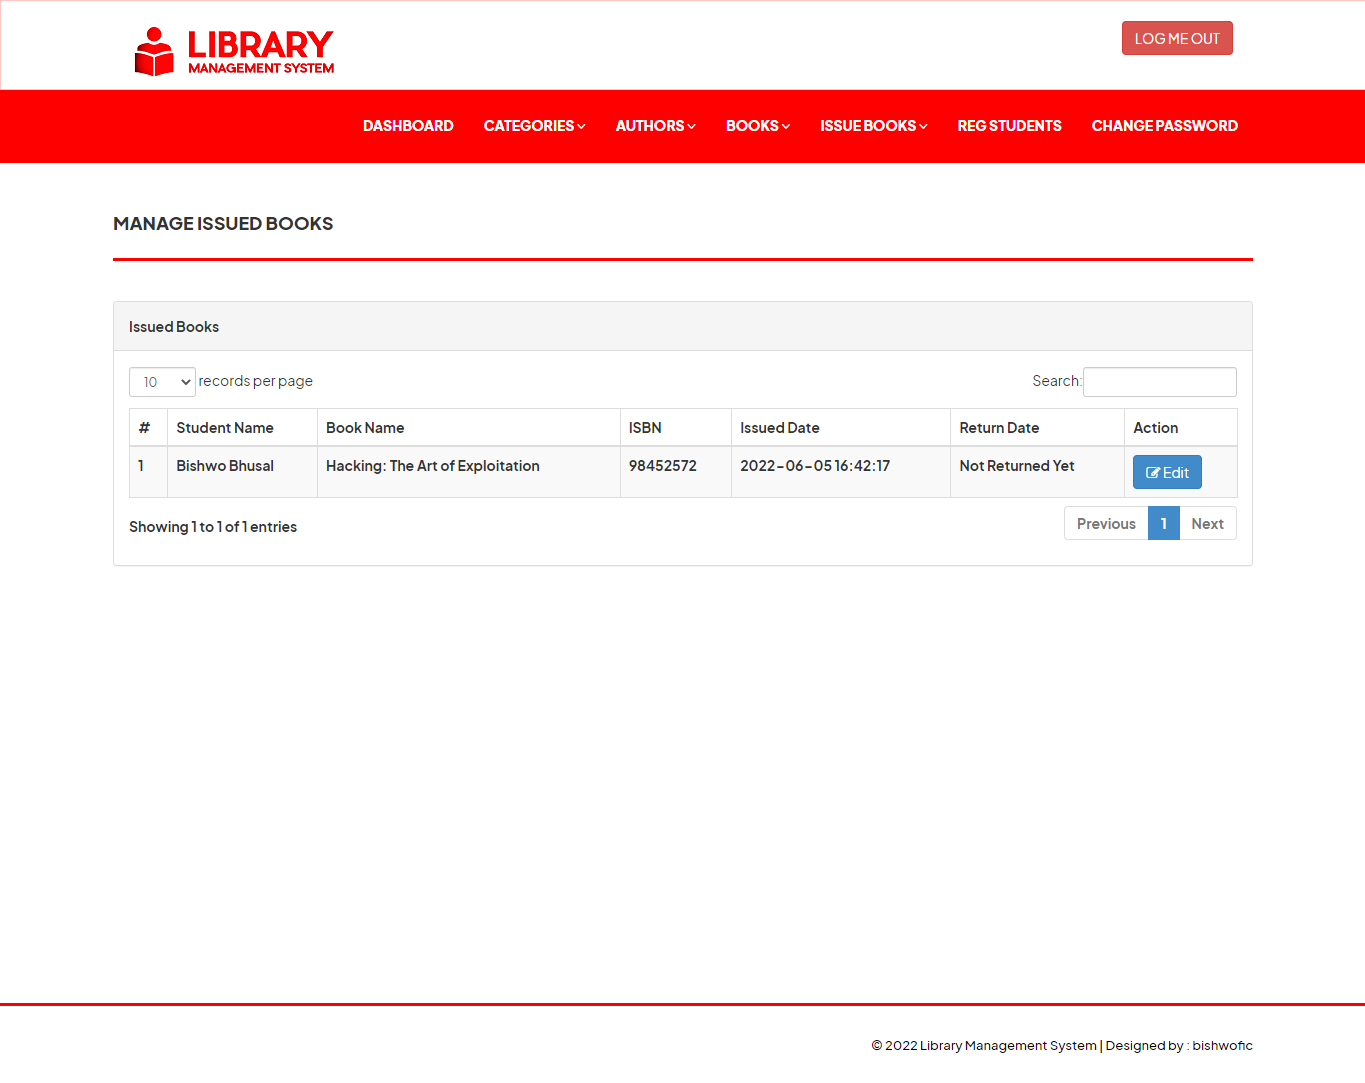 LIBRARY
MANAGEMENT SYSTEM
LOG ME OUT
DASHBOARD CATEGORIES AUTHORS BOOKS ISSUE BOOKS REG STUDENTS CHANGE PASSWORD
MANAGE ISSUED BOOKS
Issued Books
10 records per page Search:
# Student Name Book Name ISBN Issued Date Return Date Action
1 Bishwo Bhusal Hacking: The Art of Exploitation 98452572 2022-06-05 16:42:17 Not Returned Yet Edit
Showing 1 to 1 of 1 entries Previous 1 Next
© 2022 Library Management System | Designed by : bishwofic